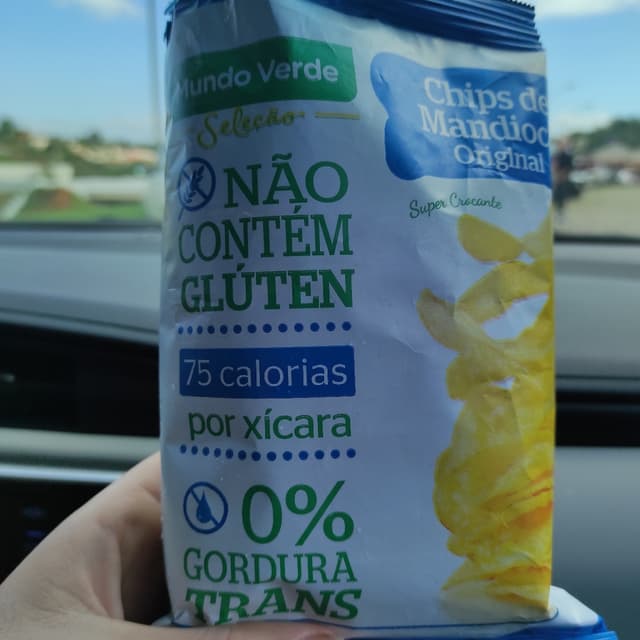 Mundo Verde
Seleção
NÃO
CONTÉM
GLÚTEN
75 calorias
por xícara
0%
GORDURA
TRANS
Chips de
Mandioc
Original
Super Crocante